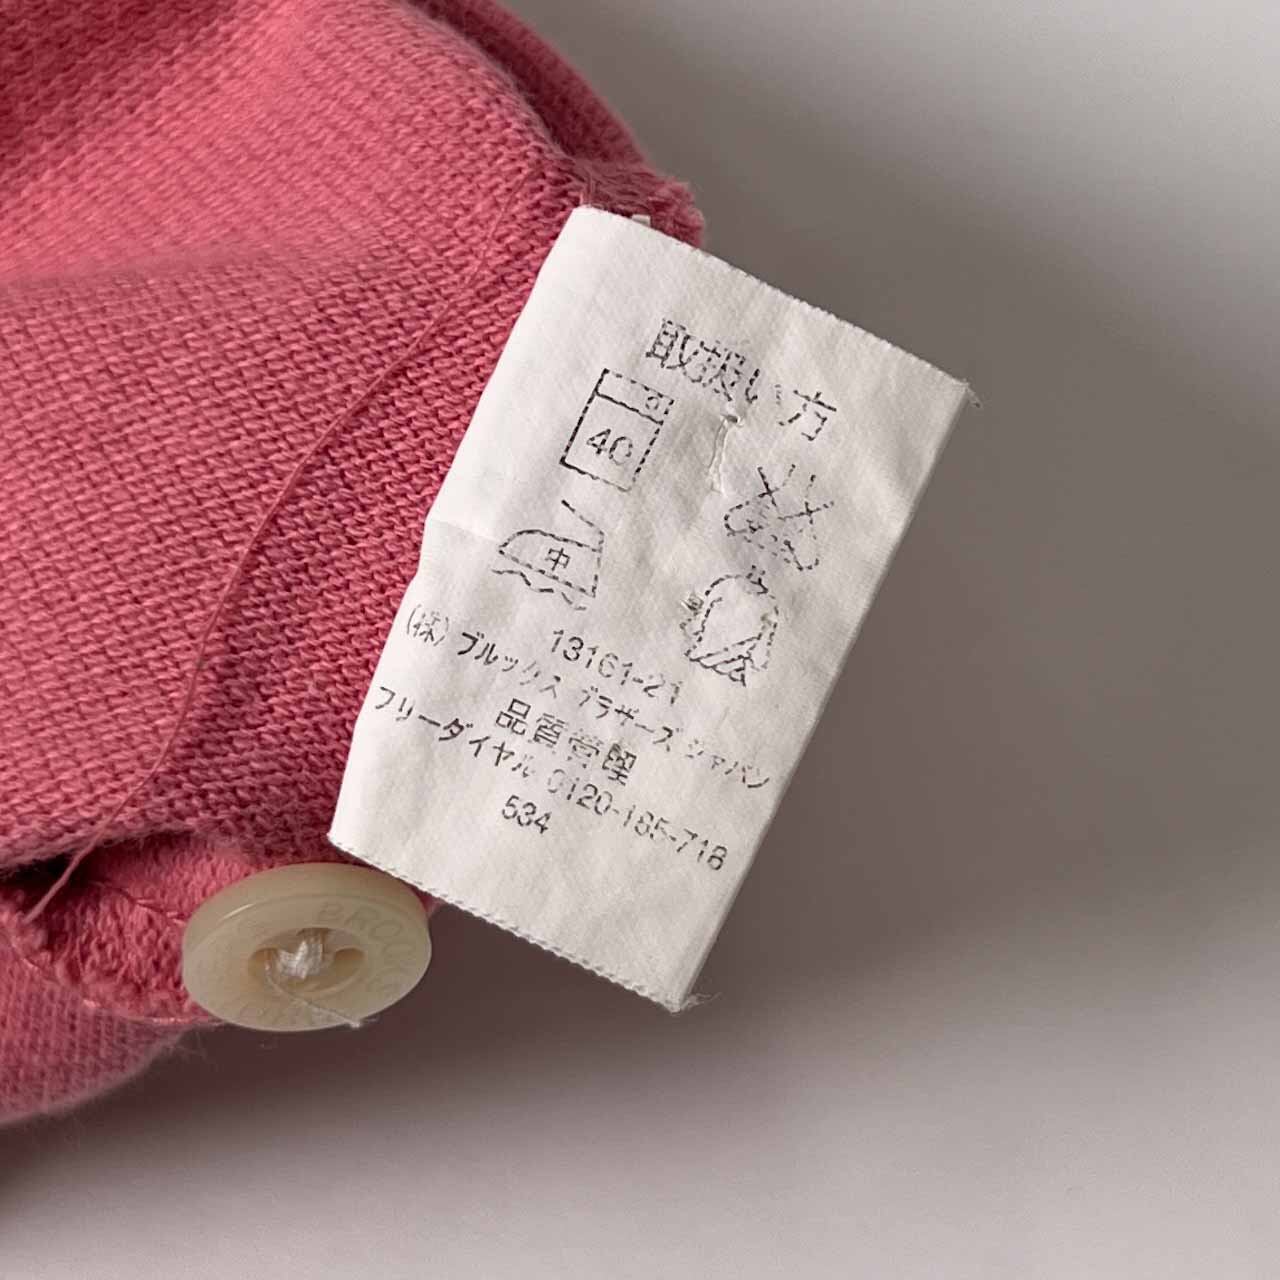 取扱い方
40
中
13161-21
(株)ブルックス ブラザーズ ジャパン
品質管理
フリーダイヤル 0120-185-718
534
BROOKS